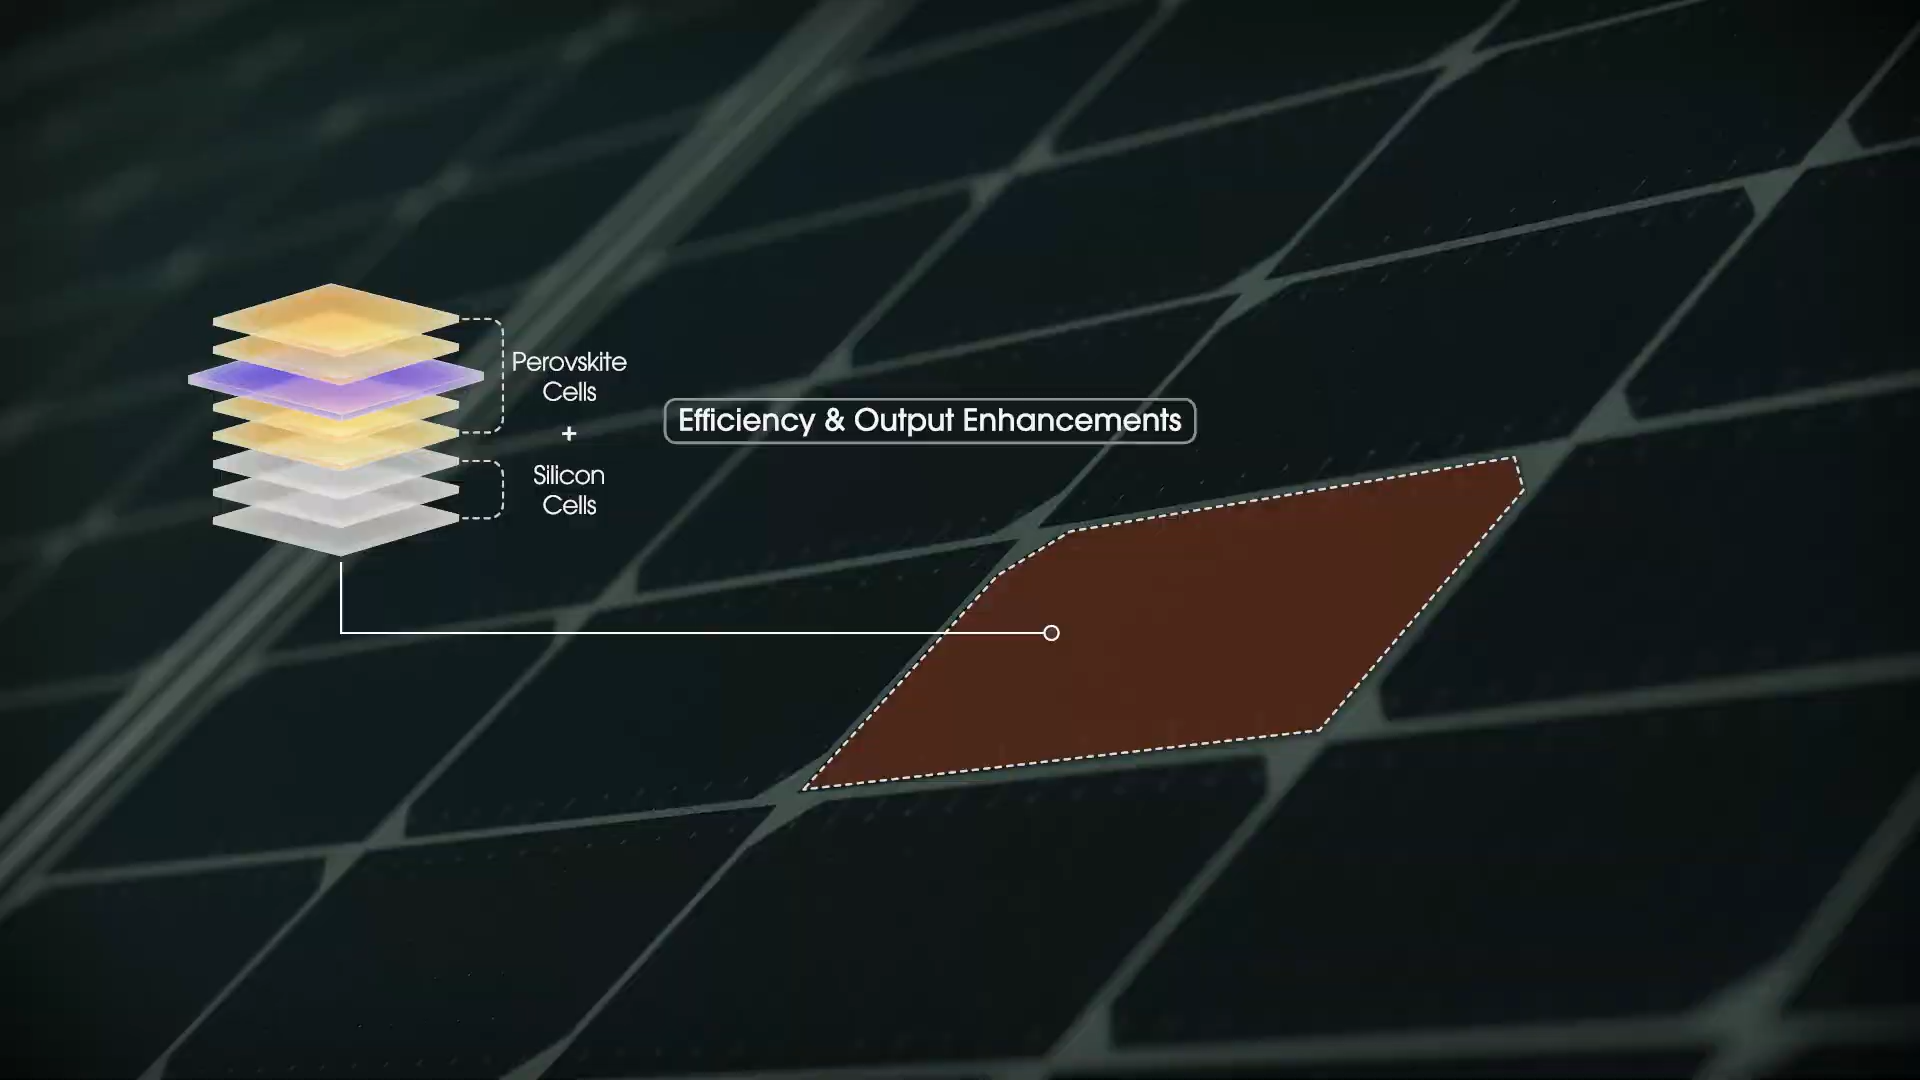 Perovskite
Cells
+
Silicon
Cells
Efficiency & Output Enhancements